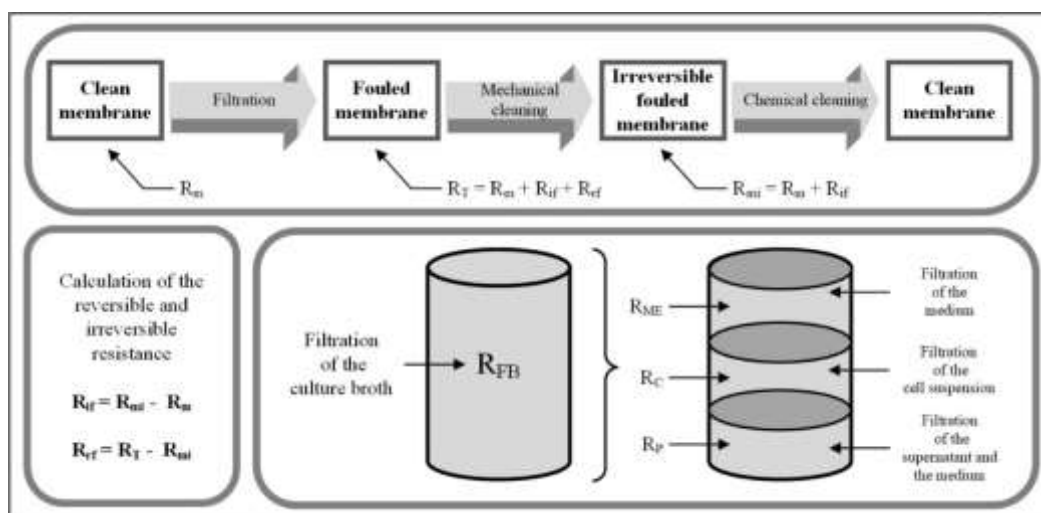 Clean
membrane
Filtration
Fouled
membrane
Mechanical
cleaning
Irreversible
fouled
membrane
Chemical cleaning
Clean
membrane
Rm
RT = Rm + Rif + Rrf
Rmi = Rm + Rif
Calculation of the
reversible and
irreversible
resistance
Rif = Rmi - Rm
Rrf = RT - Rmi
Filtration
of the
culture broth
RFB
RME
RC
RP
Filtration
of the
medium
Filtration
of the
cell suspension
Filtration
of the
supernatant and
the medium